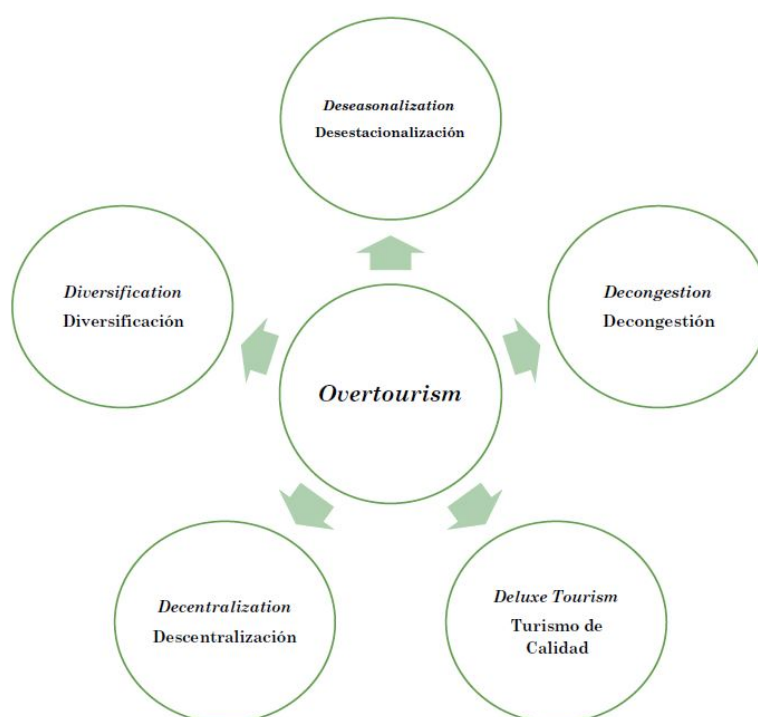 Deseasonalization
Desestacionalización
Diversification
Diversificación
Decongestion
Decongestión
Overtourism
Decentralization
Descentralización
Deluxe Tourism
Turismo de
Calidad